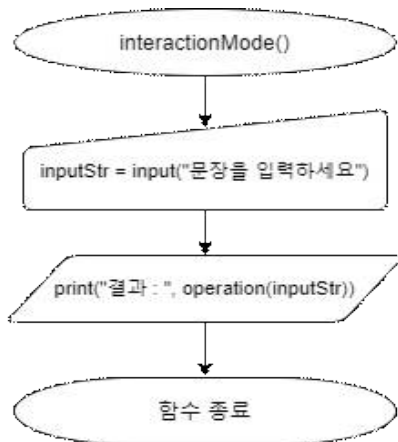 interactionMode()
inputStr = input("문장을 입력하세요")
print("결과 : ", operation(inputStr))
함수 종료